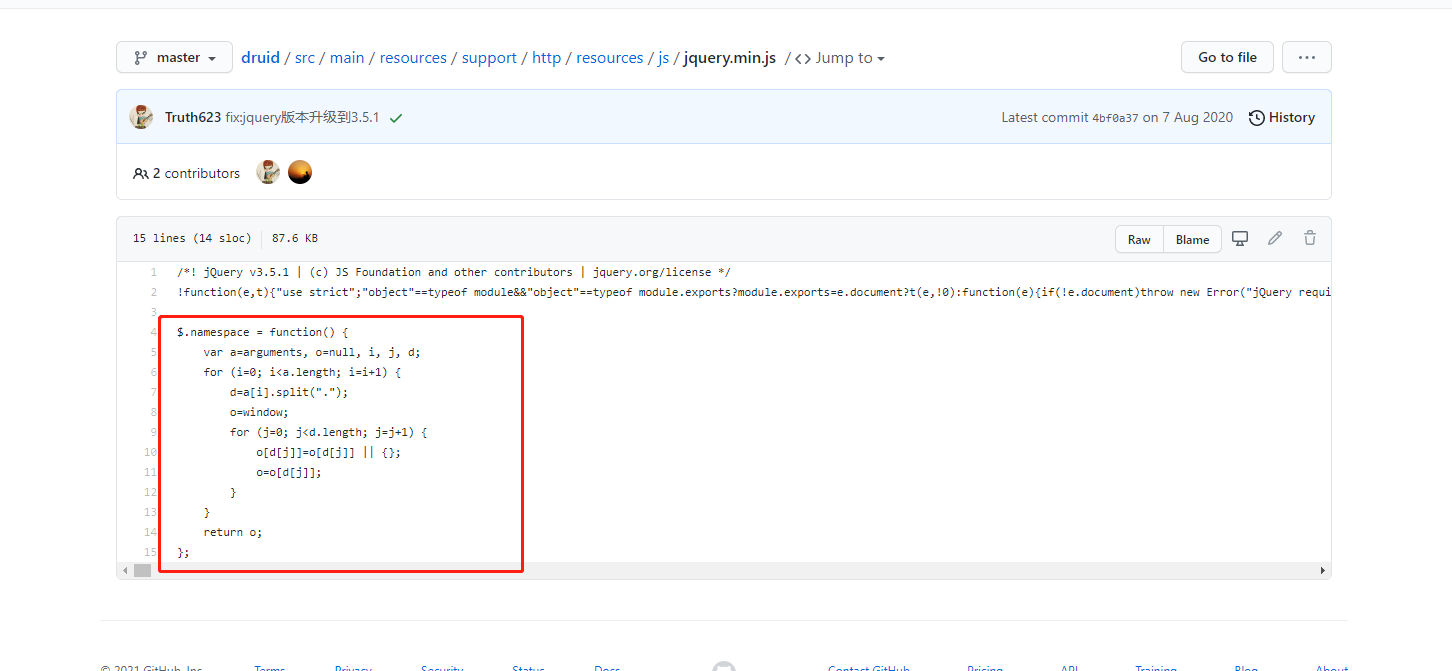 master
druid / src / main / resources / support / http / resources / js / jquery.min.js / <> Jump to
Go to file
...
Truth623 fix:jquery版本升级到3.5.1
Latest commit 4bf0a37 on 7 Aug 2020
History
2 contributors
15 lines (14 sloc)
87.6 KB
Raw
Blame
1 /*! jQuery v3.5.1 | (c) JS Foundation and other contributors | jquery.org/license */
2 !function(e,t){"use strict";"object"==typeof module&&"object"==typeof module.exports?module.exports=e.document?t(e,!0):function(e){if(!e.document)throw new Error("jQuery requi
3
4 $.namespace = function() {
5     var a=arguments, o=null, i, j, d;
6     for (i=0; i<a.length; i=i+1) {
7         d=a[i].split(".");
8         o=window;
9         for (j=0; j<d.length; j=j+1) {
10             o[d[j]]=o[d[j]] || {};
11             o=o[d[j]];
12         }
13     }
14     return o;
15 };
© 2021 GitHub, Inc.
Terms
Privacy
Security
Status
Docs
Contact GitHub
Pricing
API
Training
Blog
About